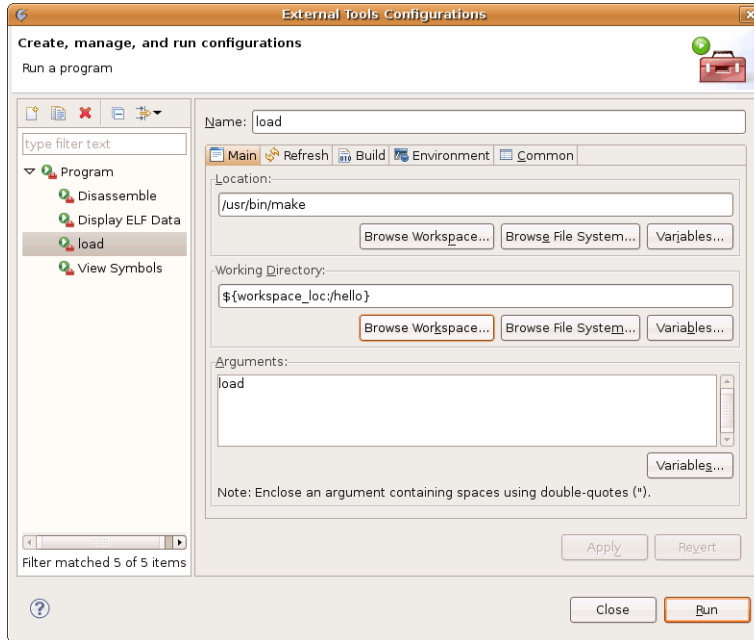 External Tools Configurations
Create, manage, and run configurations
Run a program
type filter text
Program
Disassemble
Display ELF Data
load
View Symbols
Filter matched 5 of 5 items
Name: load
Main Refresh Build Environment Common
Location:
/usr/bin/make
Browse Workspace... Browse File System... Variables...
Working Directory:
${workspace_loc:/hello}
Browse Workspace... Browse File System... Variables...
Arguments:
load
Variables...
Note: Enclose an argument containing spaces using double-quotes (").
Apply Revert
Close Run